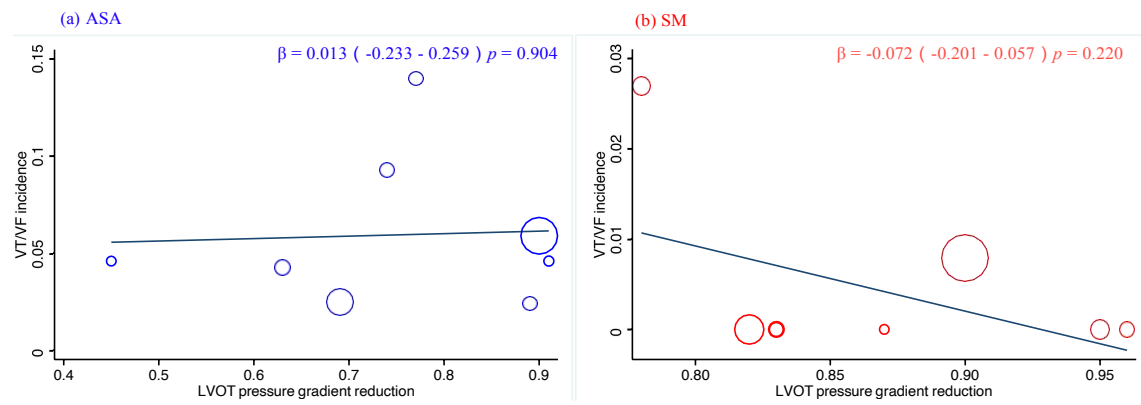 (a) ASA
β = 0.013 ( -0.233 - 0.259 ) p = 0.904
VT/VF incidence
0.15
0.1
0.05
0
0.4 0.5 0.6 0.7 0.8 0.9
LVOT pressure gradient reduction
(b) SM
β = -0.072 ( -0.201 - 0.057 ) p = 0.220
VT/VF incidence
0.03
0.02
0.01
0
0.80 0.85 0.90 0.95
LVOT pressure gradient reduction